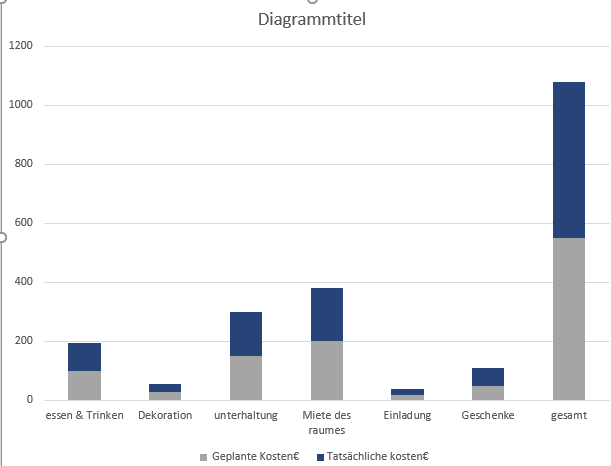 Diagrammtitel
1200
1000
800
600
400
200
0
essen & Trinken
Dekoration
unterhaltung
Miete des
raumes
Einladung
Geschenke
gesamt
Geplante Kosten€
Tatsächliche kosten€